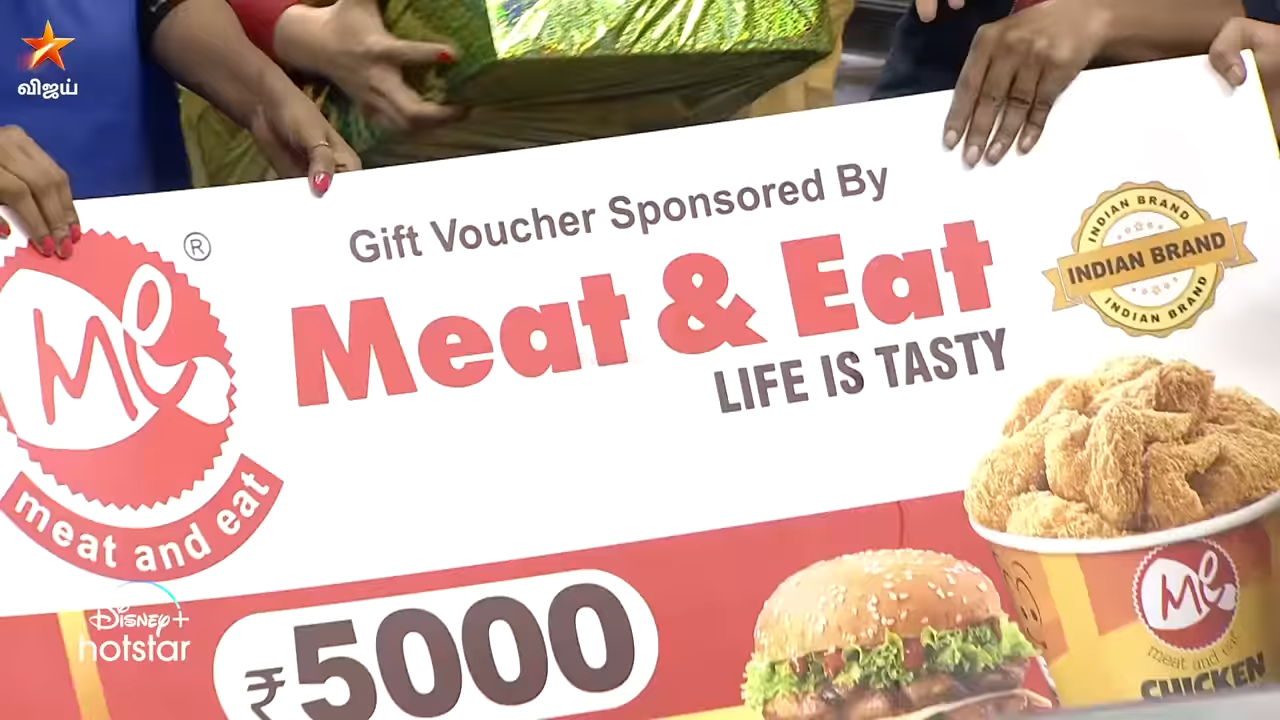 விஜய்
Gift Voucher Sponsored By
Meat & Eat
LIFE IS TASTY
INDIAN BRAND
INDIAN BRAND
INDIAN BRAND
Me
®
meat and eat
₹5000
Disney+
hotstar
Me
meat and eat
CHICKEN